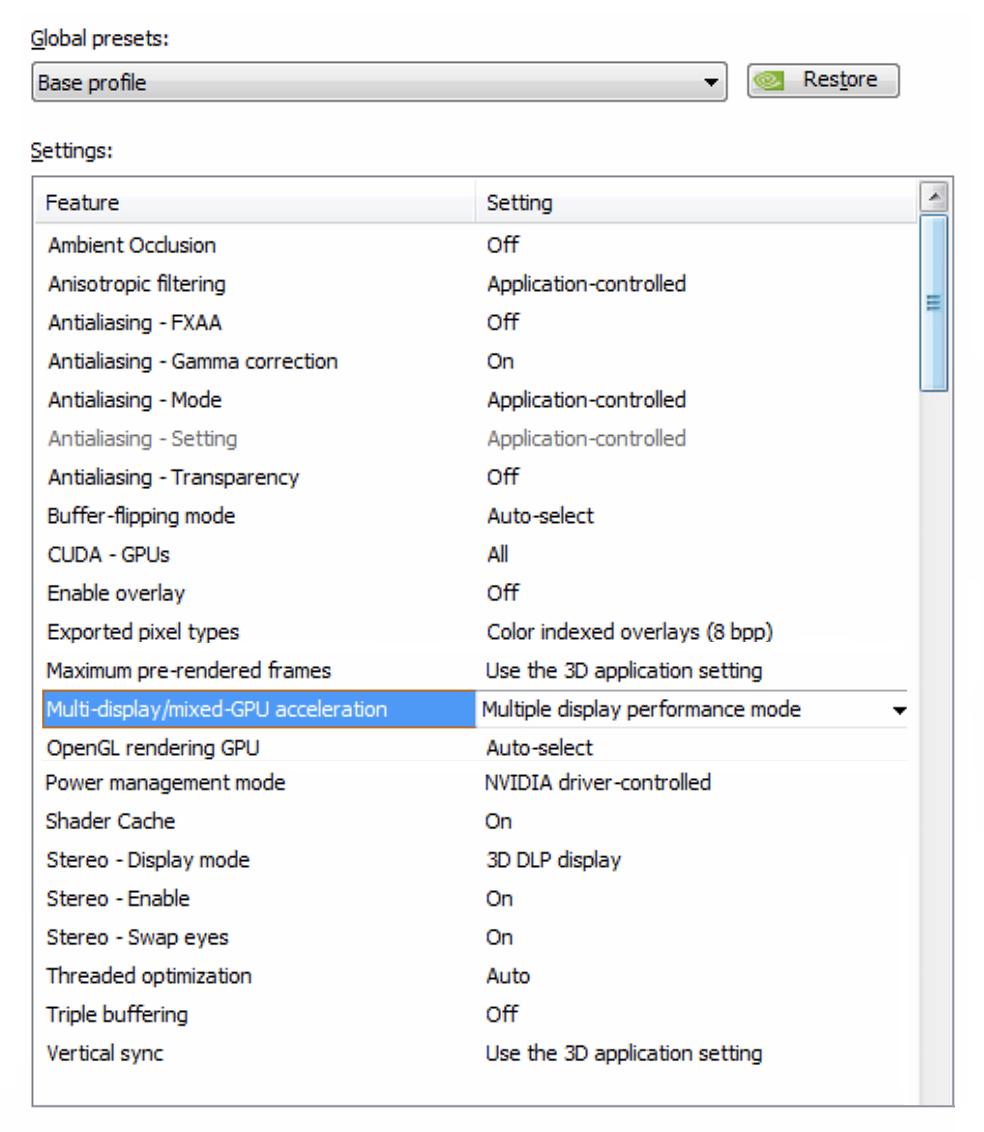 Global presets:
Base profile Restore
Settings:
Feature Setting
Ambient Occlusion Off
Anisotropic filtering Application-controlled
Antialiasing - FXAA Off
Antialiasing - Gamma correction On
Antialiasing - Mode Application-controlled
Antialiasing - Setting Application-controlled
Antialiasing - Transparency Off
Buffer-flipping mode Auto-select
CUDA - GPUs All
Enable overlay Off
Exported pixel types Color indexed overlays (8 bpp)
Maximum pre-rendered frames Use the 3D application setting
Multi-display/mixed-GPU acceleration Multiple display performance mode
OpenGL rendering GPU Auto-select
Power management mode NVIDIA driver-controlled
Shader Cache On
Stereo - Display mode 3D DLP display
Stereo - Enable On
Stereo - Swap eyes On
Threaded optimization Auto
Triple buffering Off
Vertical sync Use the 3D application setting